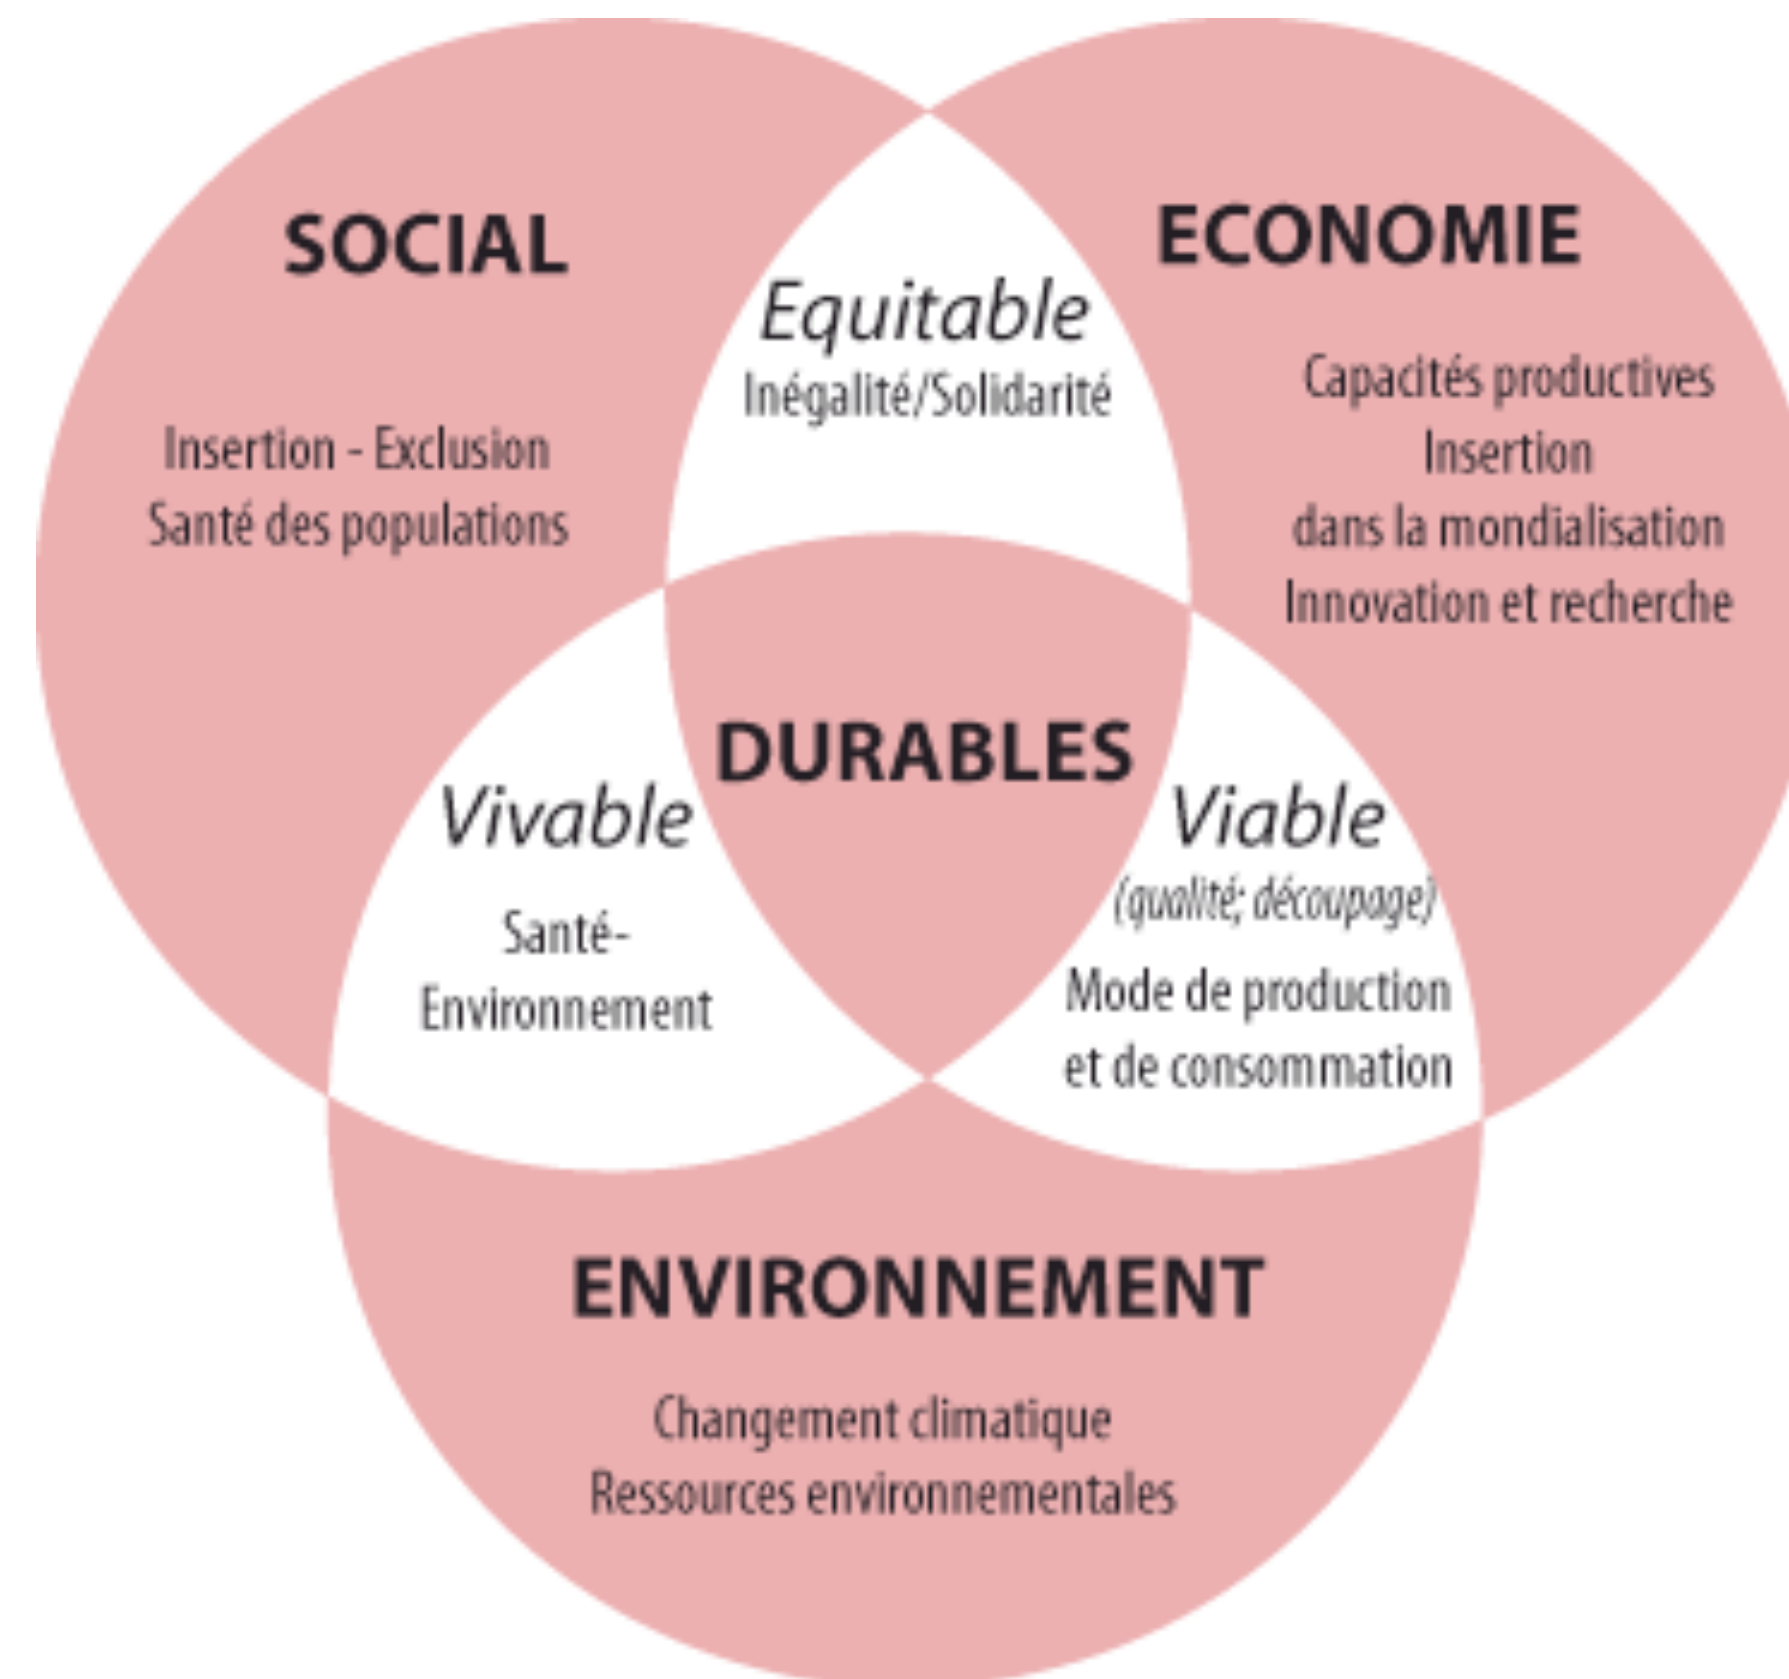 SOCIAL
Insertion - Exclusion
Santé des populations
Equitable
Inégalité/Solidarité
ECONOMIE
Capacités productives
Insertion
dans la mondialisation
Innovation et recherche
DURABLES
Vivable
Santé-
Environnement
Viable
(qualité; découpage)
Mode de production
et de consommation
ENVIRONNEMENT
Changement climatique
Ressources environnementales